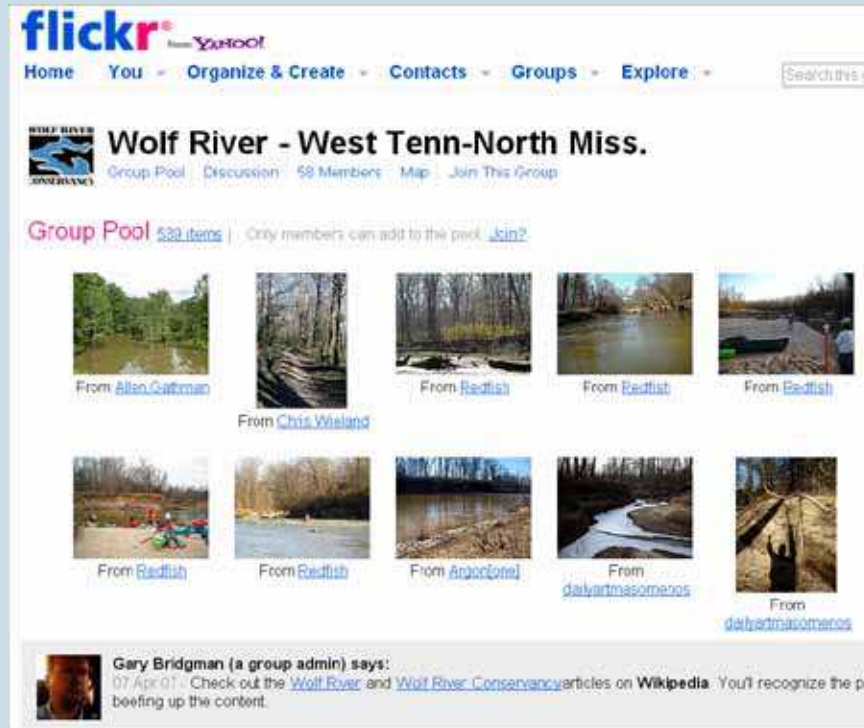 flickr from YAHOO!
Home You Organize & Create Contacts Groups Explore
Search this
WOLF RIVER
CONSERVANCY
Wolf River - West Tenn-North Miss.
Group Pool Discussion 58 Members Map Join This Group
Group Pool 539 items | Only members can add to the pool. Join?
From Allen Gathman
From Chris Wieland
From Redfish
From Redfish
From Redfish
From Redfish
From Redfish
From Argon[one]
From
dailyartmasomenos
From
dailyartmasomenos
Gary Bridgman (a group admin) says:
07 Apr 07 - Check out the Wolf River and Wolf River Conservancy articles on Wikipedia. You'll recognize the p
beefing up the content.